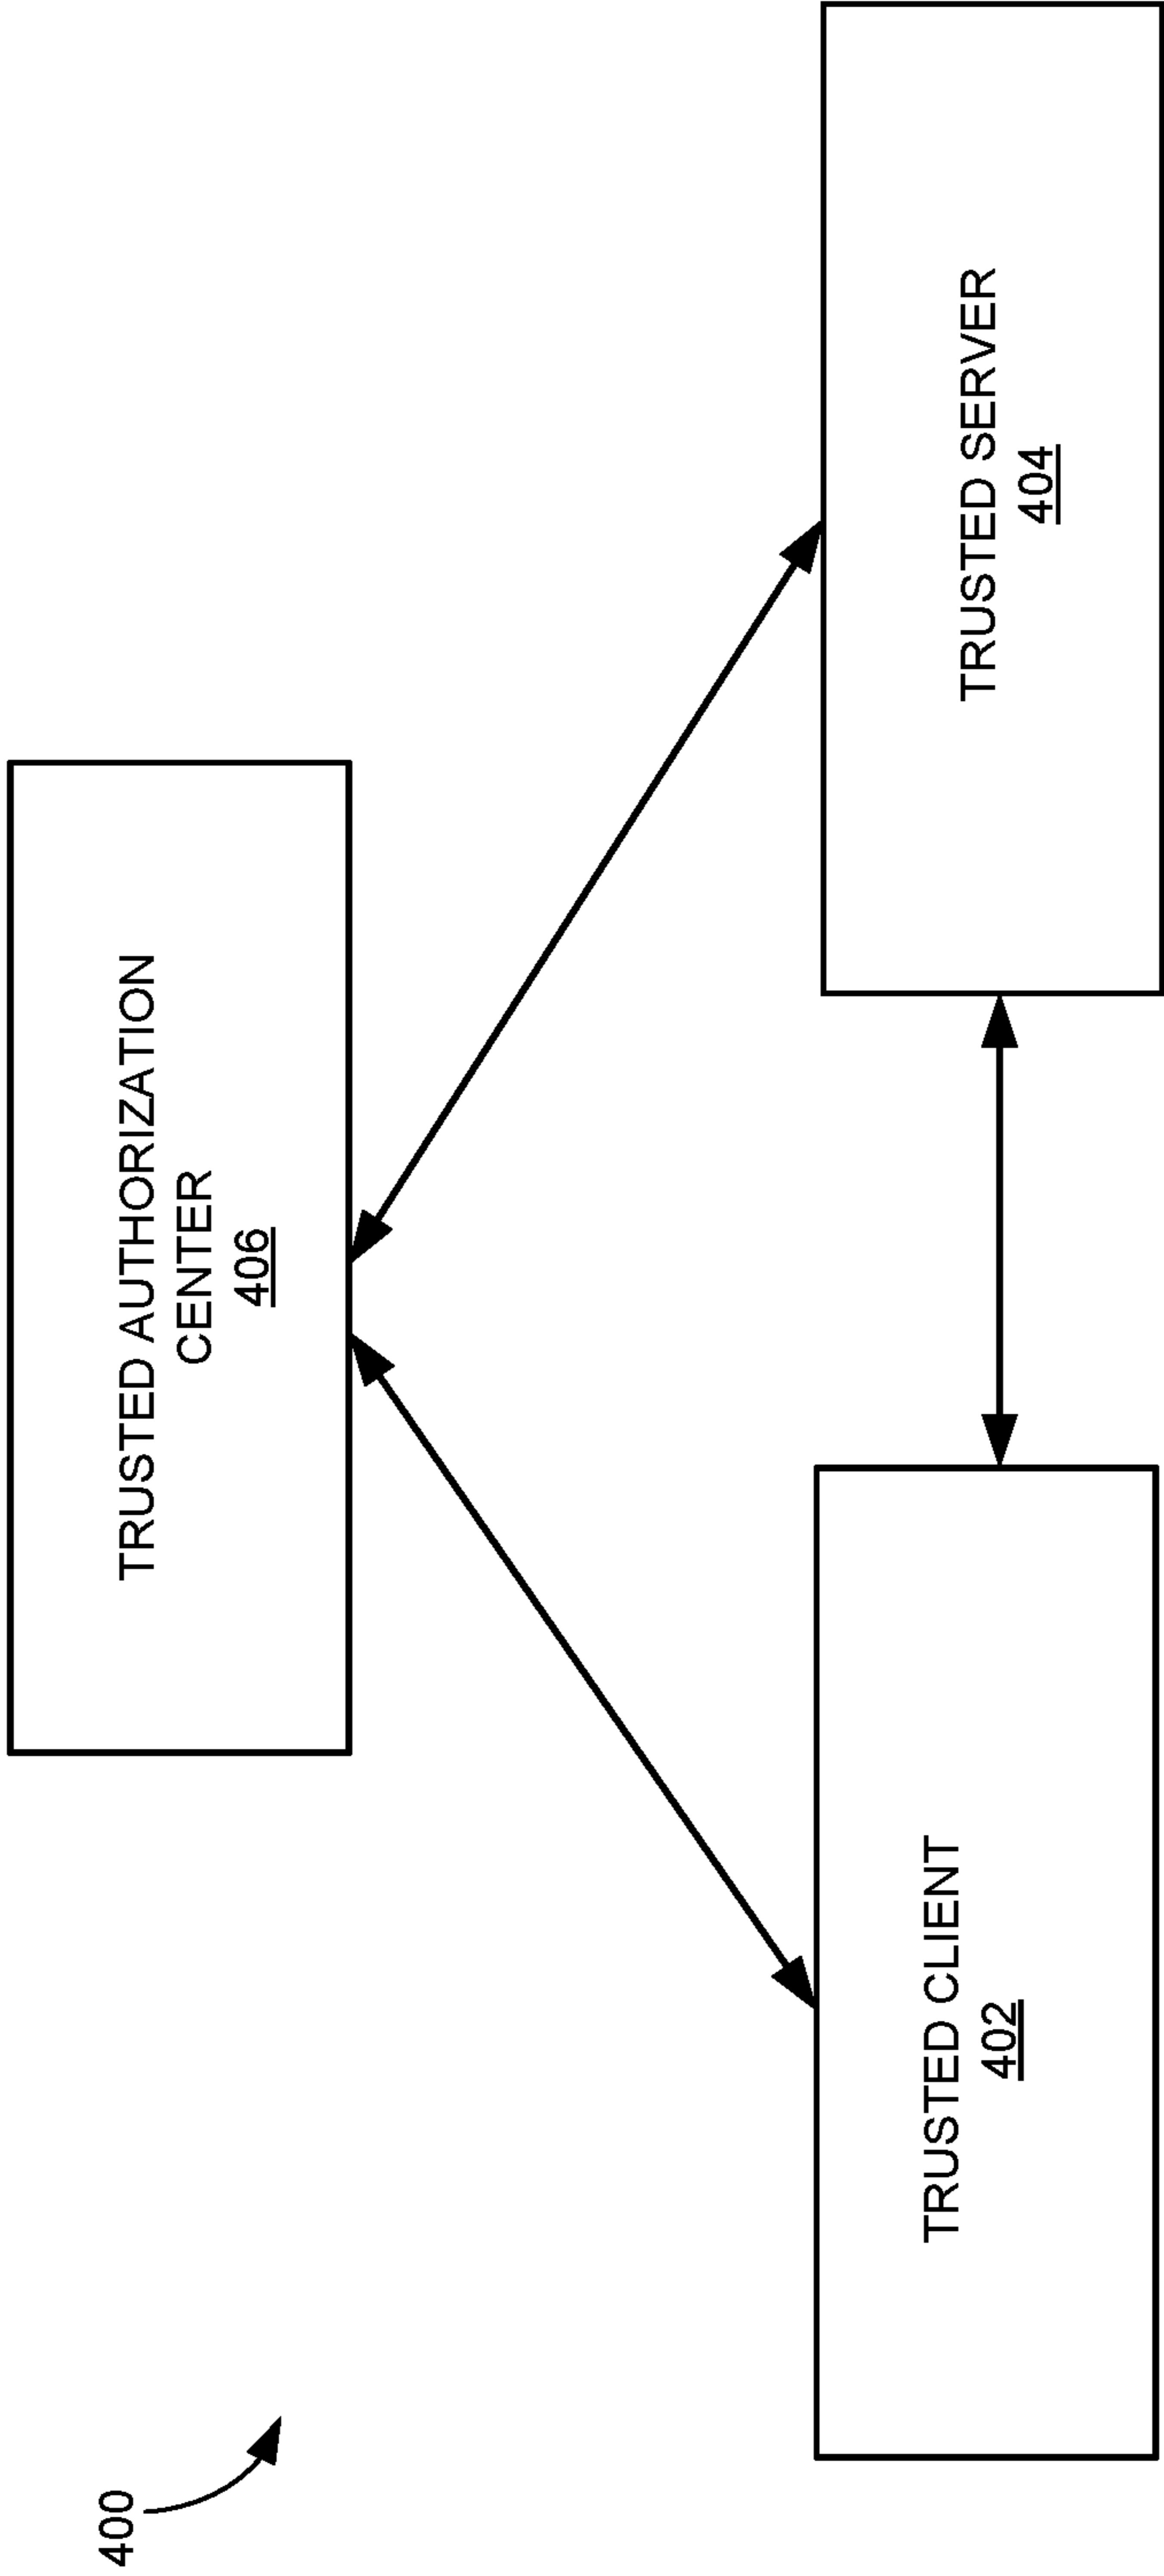 400
TRUSTED AUTHORIZATION
CENTER
406
TRUSTED CLIENT
402
TRUSTED SERVER
404